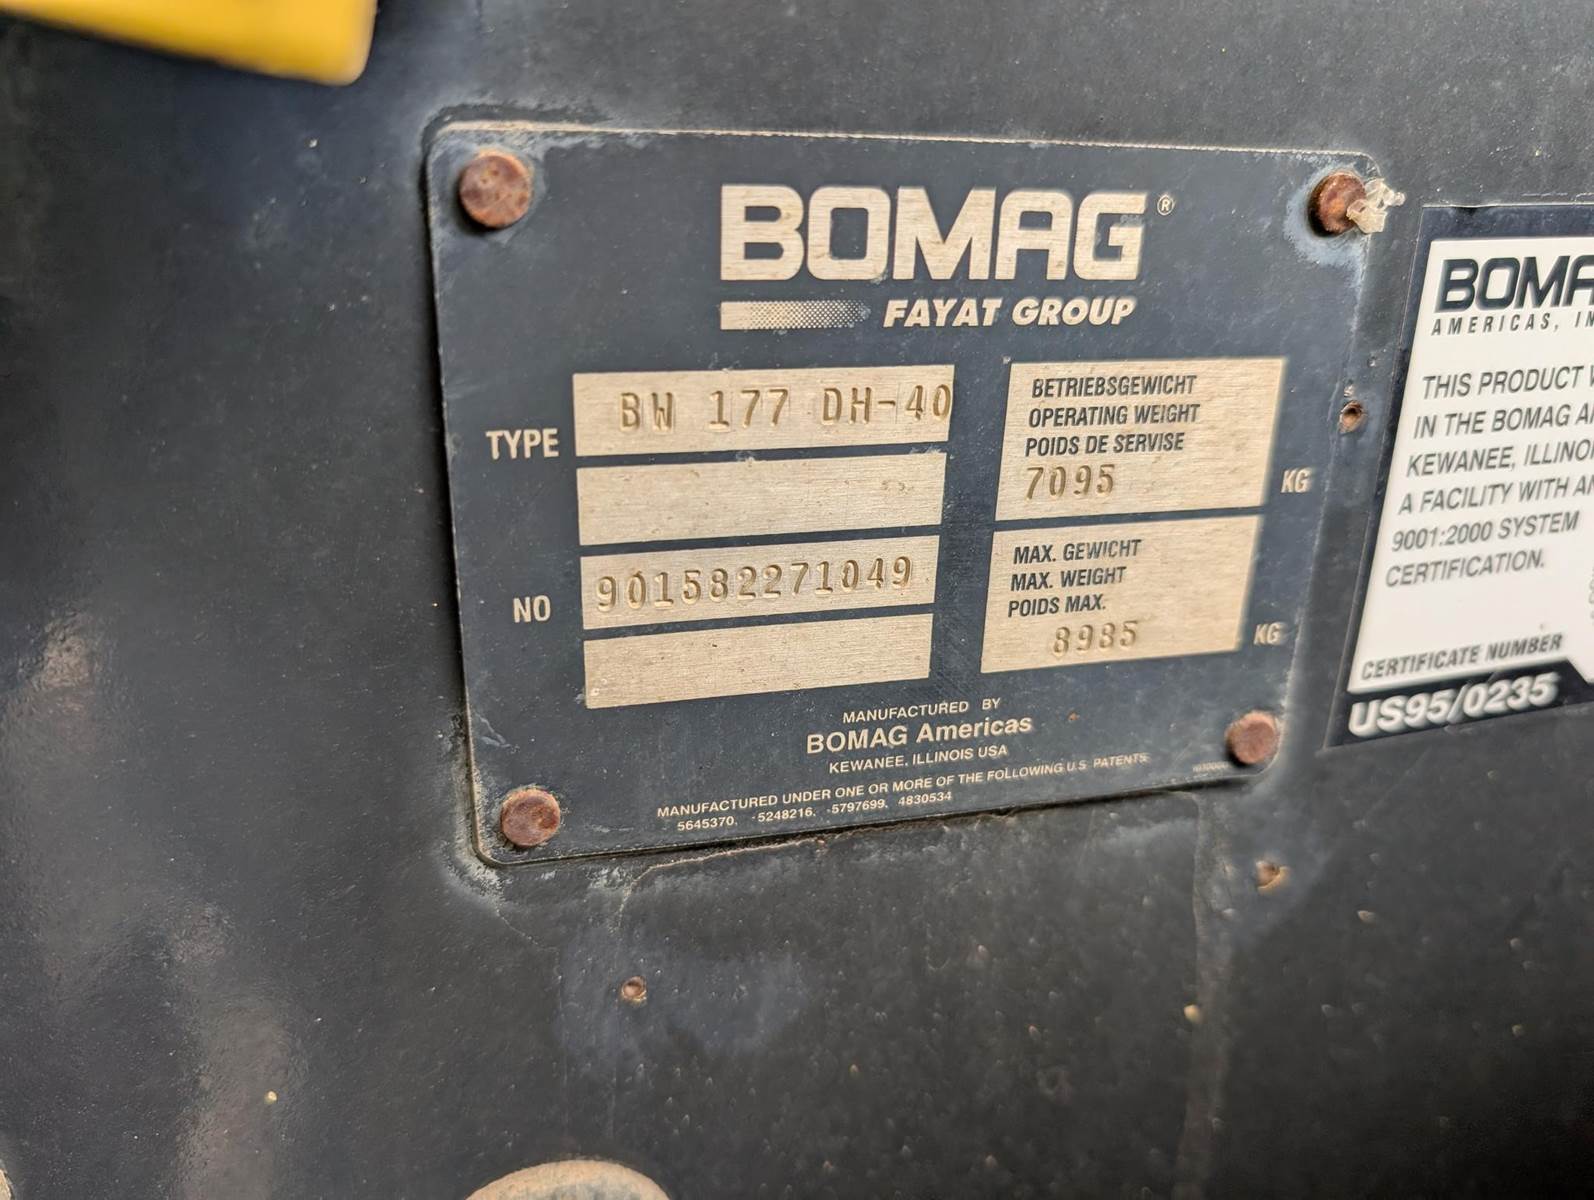 BOMAG®
FAYAT GROUP
TYPE
BW 177 DH-40
NO
901582271049
BETRIEBSGEWICHT
OPERATING WEIGHT
POIDS DE SERVISE
7095
KG
MAX. GEWICHT
MAX. WEIGHT
POIDS MAX.
8985
KG
MANUFACTURED BY
BOMAG Americas
KEWANEE, ILLINOIS USA
MANUFACTURED UNDER ONE OR MORE OF THE FOLLOWING U.S. PATENTS:
5645370, 5248216, 5797699, 4830534
BOMA
AMERICAS, IN
THIS PRODUCT W
IN THE BOMAG A
KEWANEE, ILLINO
A FACILITY WITH AN
9001:2000 SYSTEM
CERTIFICATION.
CERTIFICATE NUMBER
US95/0235